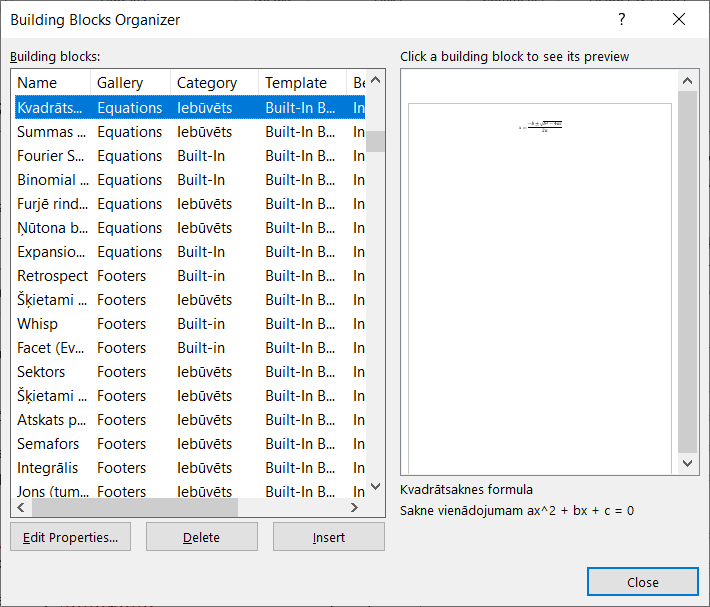 Building Blocks Organizer
?
Building blocks:
Click a building block to see its preview
Name Gallery Category Template Be
Kvadrāts... Equations Iebūvēts Built-In B... In
Summas ... Equations Iebūvēts Built-In B... In
Fourier S... Equations Built-In Built-In B... In
Binomial ... Equations Built-In Built-In B... In
Furjē rind... Equations Iebūvēts Built-In B... In
Ņūtona b... Equations Iebūvēts Built-In B... In
Expansio... Equations Built-In Built-In B... In
Retrospect Footers Built-in Built-In B... In
Šķietami ... Footers Iebūvēts Built-In B... In
Whisp Footers Built-in Built-In B... In
Facet (Ev... Footers Built-in Built-In B... In
Sektors Footers Iebūvēts Built-In B... In
Šķietami ... Footers Iebūvēts Built-In B... In
Atskats p... Footers Iebūvēts Built-In B... In
Semafors Footers Iebūvēts Built-In B... In
Integrālis Footers Iebūvēts Built-In B... In
Jons (tum... Footers Iebūvēts Built-In B... In
Kvadrātsaknes formula
Sakne vienādojumam ax^2 + bx + c = 0
Edit Properties... Delete Insert
Close